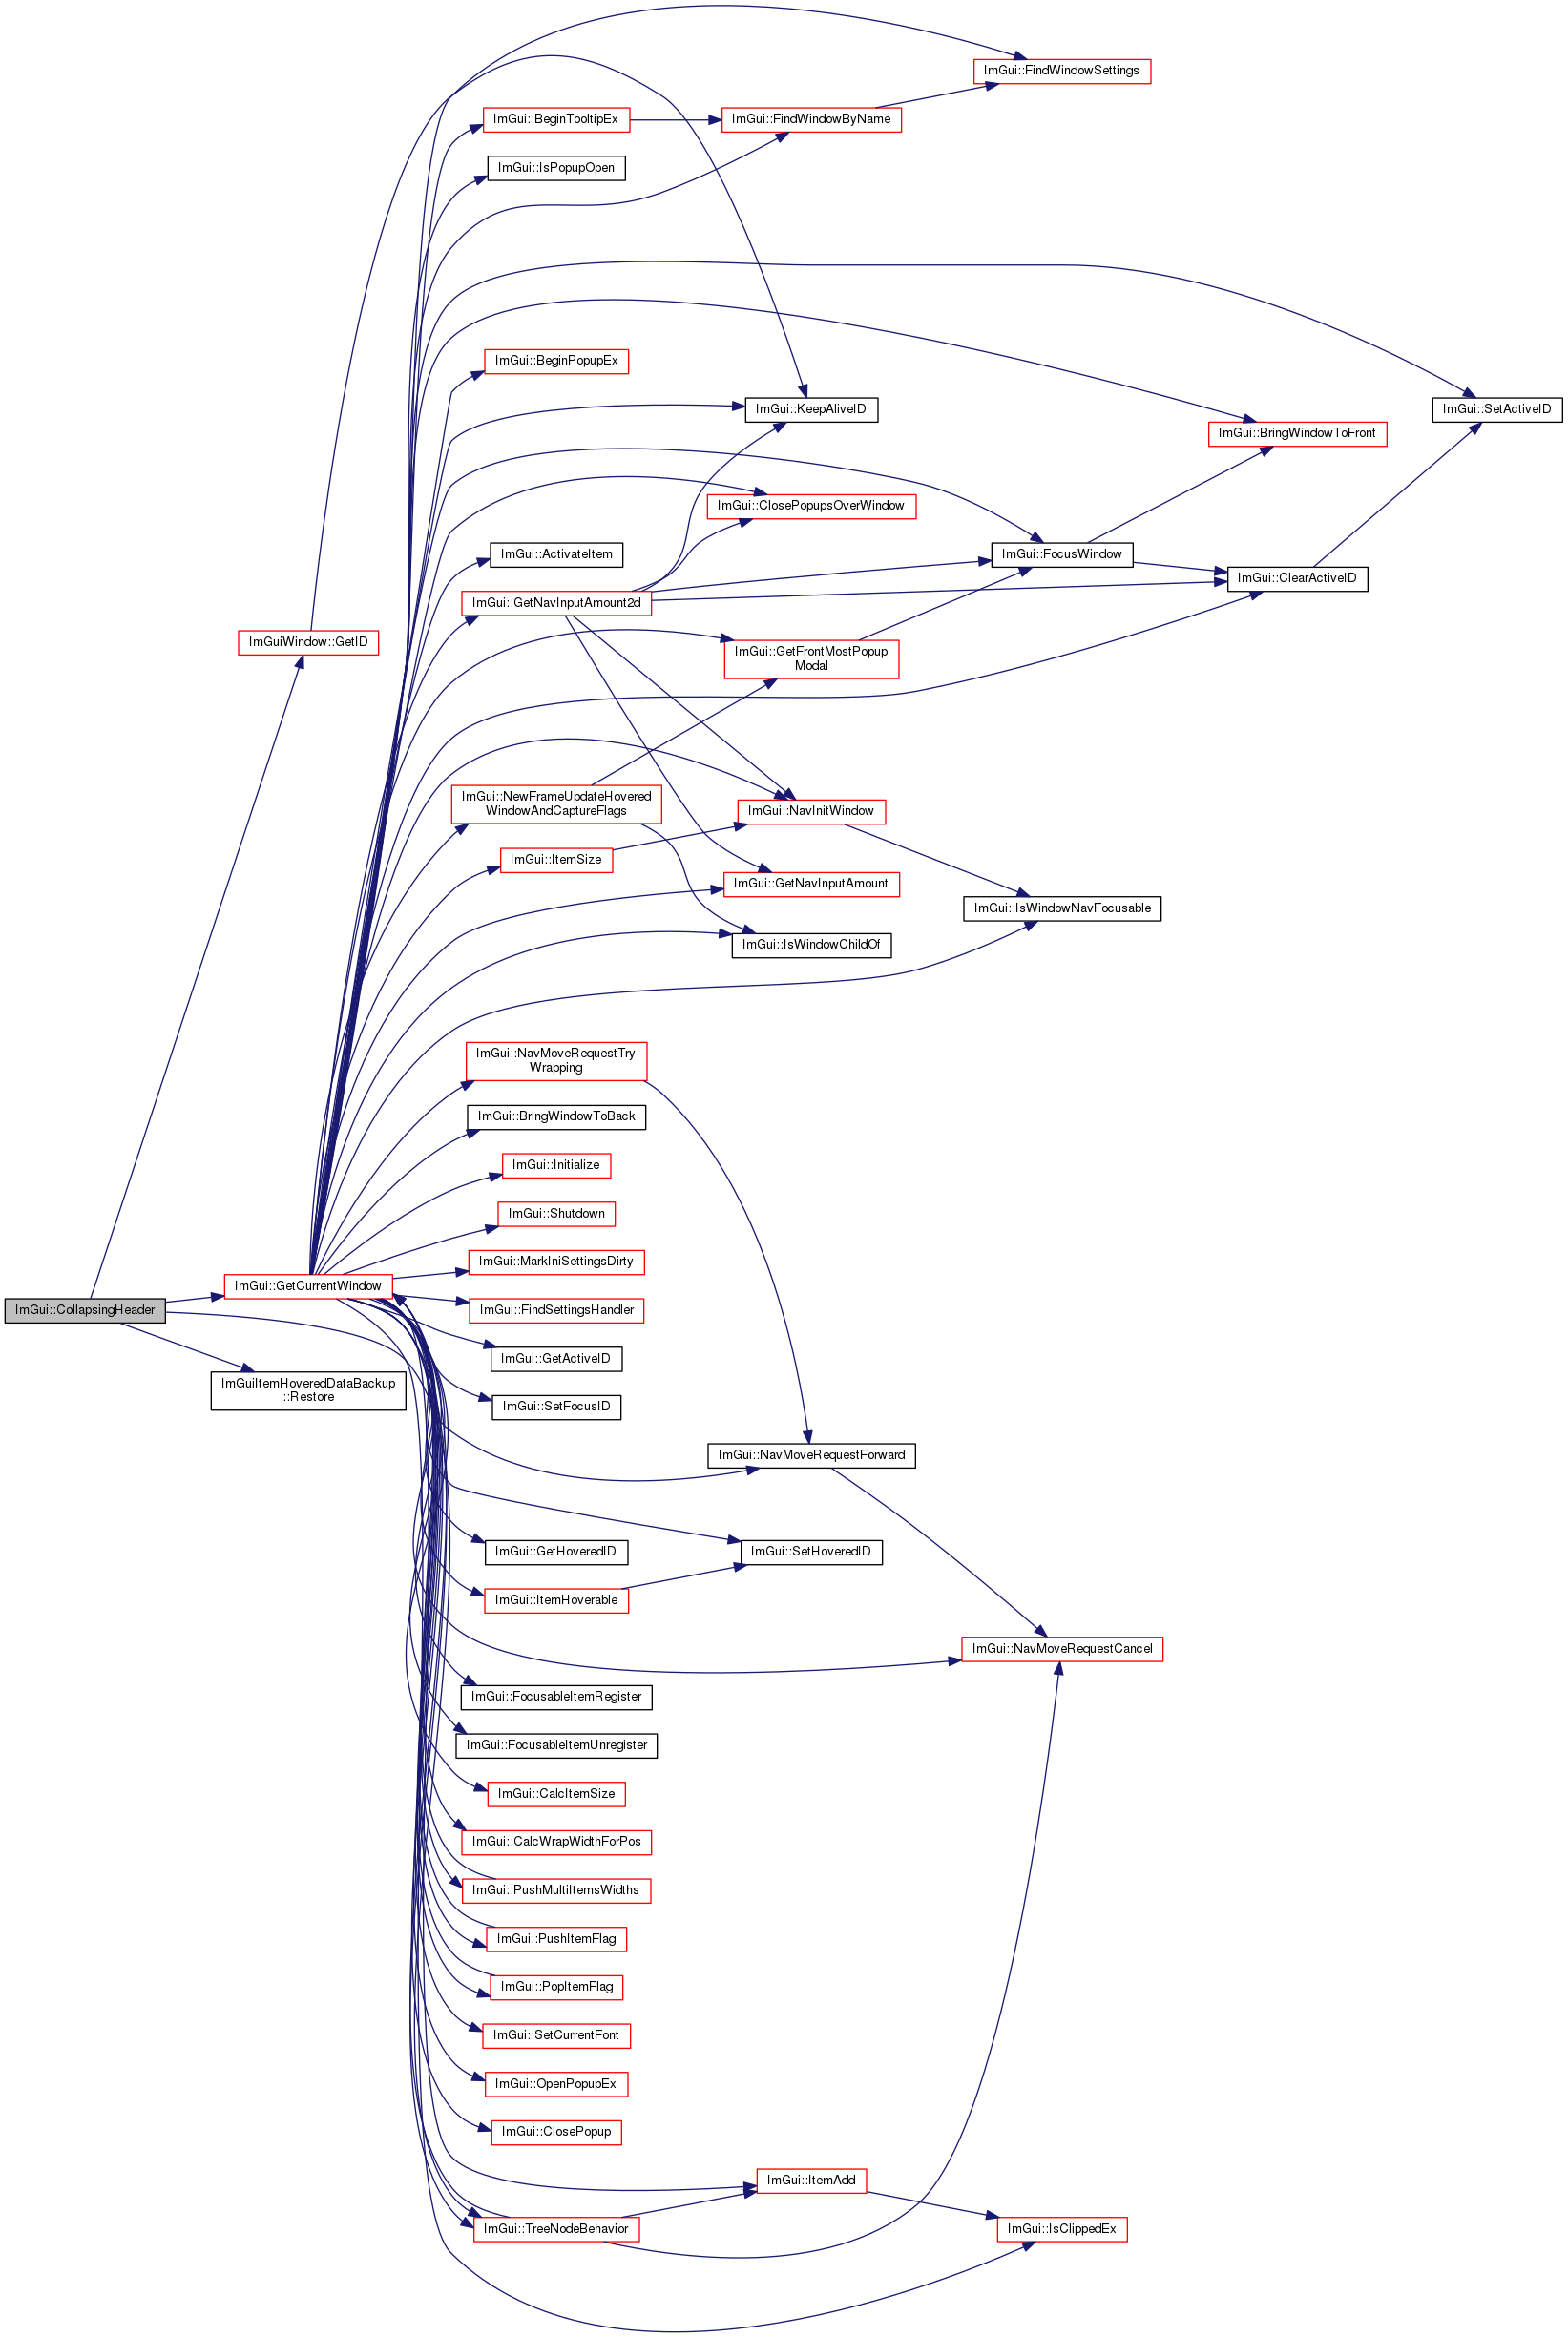 ImGui::FindWindowSettings
ImGui::BeginTooltipEx
ImGui::FindWindowByName
ImGui::IsPopupOpen
ImGui::BeginPopupEx
ImGui::KeepAliveID
ImGui::SetActiveID
ImGui::BringWindowToFront
ImGui::ClosePopupsOverWindow
ImGui::ActivateItem
ImGui::FocusWindow
ImGui::ClearActiveID
ImGui::GetNavInputAmount2d
ImGuiWindow::GetID
ImGui::GetFrontMostPopup
Modal
ImGui::NewFrameUpdateHovered
WindowAndCaptureFlags
ImGui::NavInitWindow
ImGui::ItemSize
ImGui::GetNavInputAmount
ImGui::IsWindowNavFocusable
ImGui::IsWindowChildOf
ImGui::NavMoveRequestTry
Wrapping
ImGui::BringWindowToBack
ImGui::Initialize
ImGui::Shutdown
ImGui::MarkIniSettingsDirty
ImGui::GetCurrentWindow
ImGui::CollapsingHeader
ImGui::FindSettingsHandler
ImGui::GetActiveID
ImGuiItemHoveredDataBackup
::Restore
ImGui::SetFocusID
ImGui::NavMoveRequestForward
ImGui::GetHoveredID
ImGui::SetHoveredID
ImGui::ItemHoverable
ImGui::NavMoveRequestCancel
ImGui::FocusableItemRegister
ImGui::FocusableItemUnregister
ImGui::CalcItemSize
ImGui::CalcWrapWidthForPos
ImGui::PushMultiItemsWidths
ImGui::PushItemFlag
ImGui::PopItemFlag
ImGui::SetCurrentFont
ImGui::OpenPopupEx
ImGui::ClosePopup
ImGui::ItemAdd
ImGui::TreeNodeBehavior
ImGui::IsClippedEx